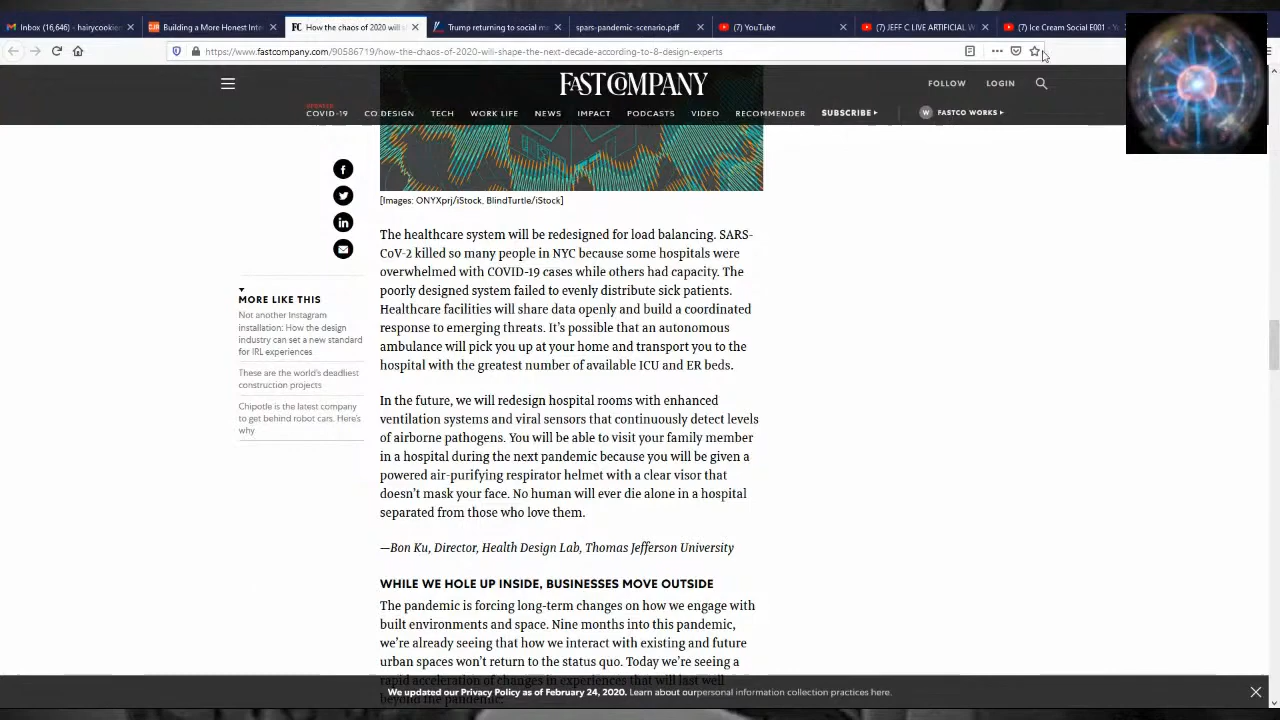 Inbox (16,646) - hairycookien
Building a More Honest Inte
How the chaos of 2020 will s
Trump returning to social m
spars-pandemic-scenario.pdf
(7) YouTube
(7) JEFF C LIVE ARTIFICIAL W
(7) Ice Cream Social E001 - Yo
https://www.fastcompany.com/90586719/how-the-chaos-of-2020-will-shape-the-next-decade-according-to-8-design-experts
FAST COMPANY
FOLLOW LOGIN
UPDATED
COVID-19 CO.DESIGN TECH WORK LIFE NEWS IMPACT PODCASTS VIDEO RECOMMENDER SUBSCRIBE W FASTCO WORKS
[Images: ONYXprj/iStock, BlindTurtle/iStock]
The healthcare system will be redesigned for load balancing. SARS-
CoV-2 killed so many people in NYC because some hospitals were
overwhelmed with COVID-19 cases while others had capacity. The
poorly designed system failed to evenly distribute sick patients.
Healthcare facilities will share data openly and build a coordinated
response to emerging threats. It's possible that an autonomous
ambulance will pick you up at your home and transport you to the
hospital with the greatest number of available ICU and ER beds.
In the future, we will redesign hospital rooms with enhanced
ventilation systems and viral sensors that continuously detect levels
of airborne pathogens. You will be able to visit your family member
in a hospital during the next pandemic because you will be given a
powered air-purifying respirator helmet with a clear visor that
doesn't mask your face. No human will ever die alone in a hospital
separated from those who love them.
—Bon Ku, Director, Health Design Lab, Thomas Jefferson University
WHILE WE HOLE UP INSIDE, BUSINESSES MOVE OUTSIDE
The pandemic is forcing long-term changes on how we engage with
built environments and space. Nine months into this pandemic,
we're already seeing that how we interact with existing and future
urban spaces won't return to the status quo. Today we're seeing a
rapid acceleration of changes in experiences that will last well
beyond the pandemic.
MORE LIKE THIS
Not another Instagram
installation: How the design
industry can set a new standard
for IRL experiences
These are the world's deadliest
construction projects
Chipotle is the latest company
to get behind robot cars. Here's
why
We updated our Privacy Policy as of February 24, 2020. Learn about our personal information collection practices here.